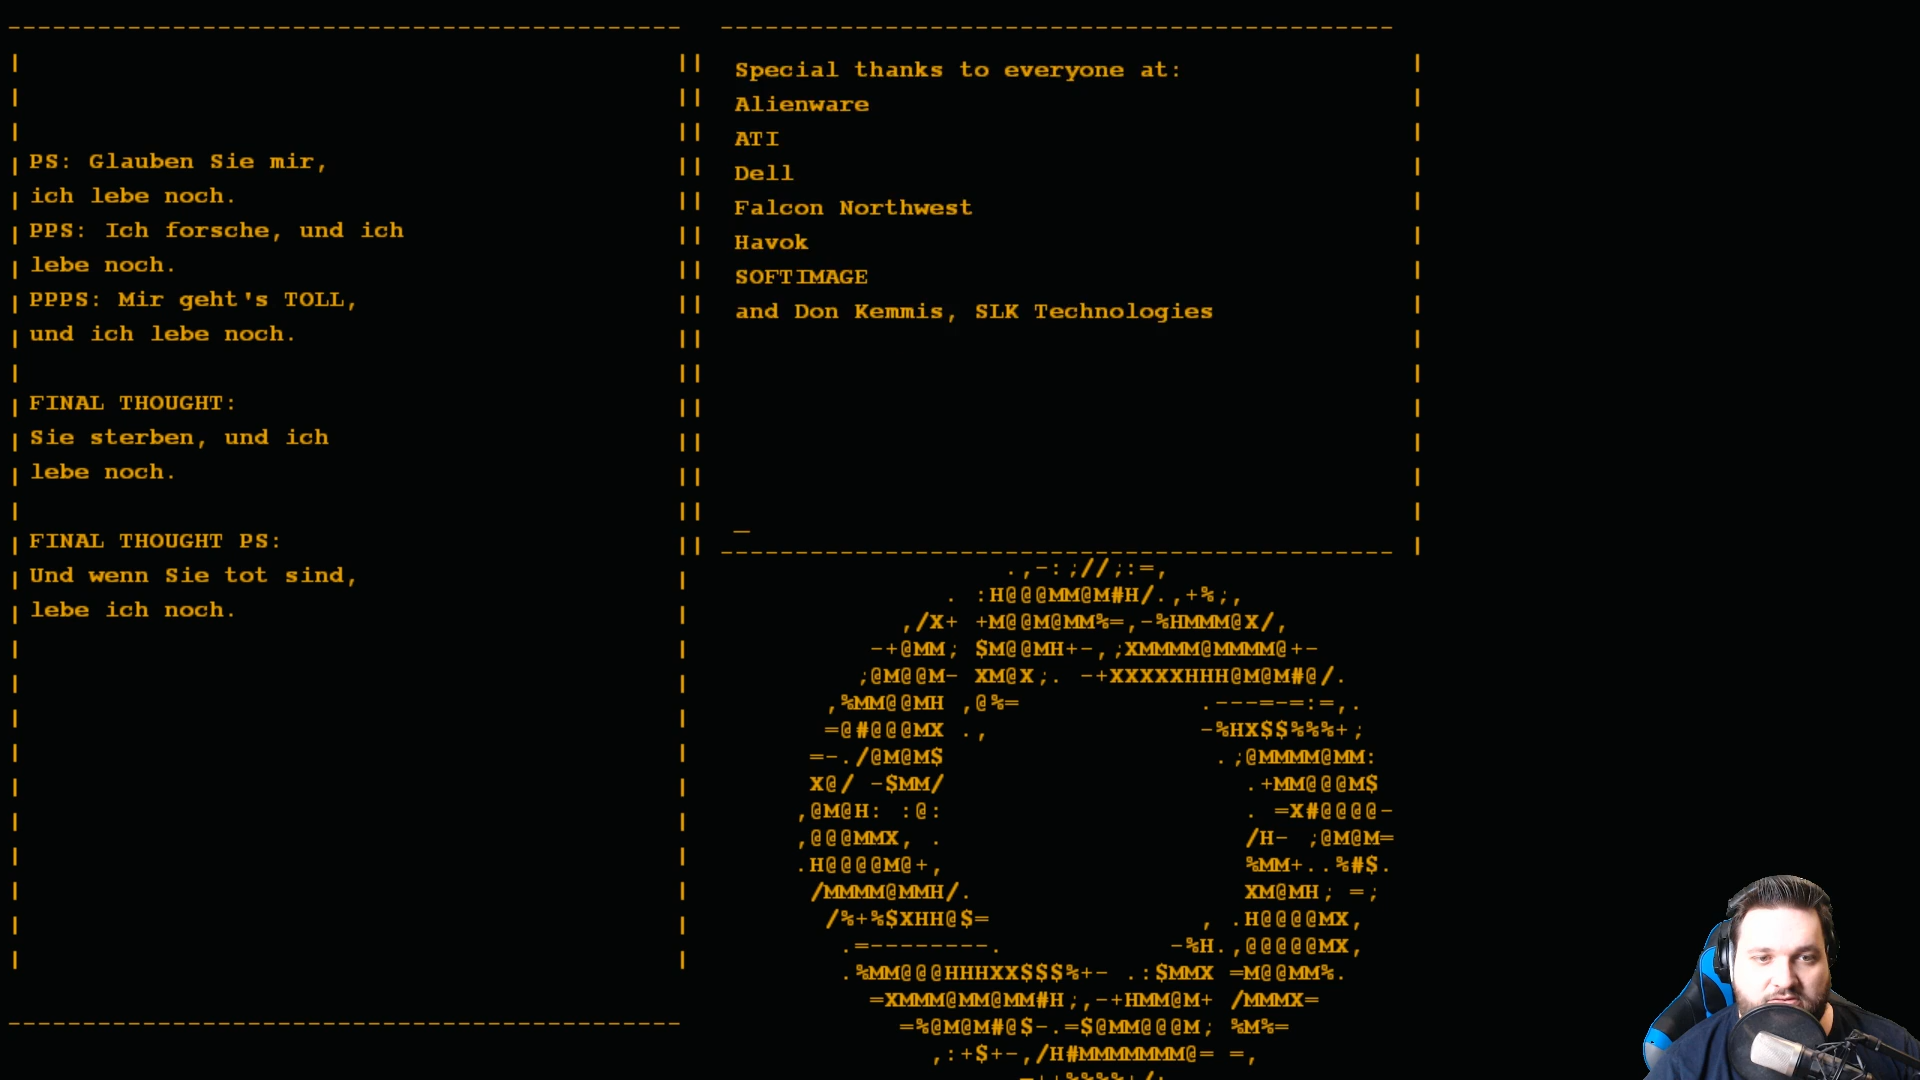 PS: Glauben Sie mir,
ich lebe noch.
PPS: Ich forsche, und ich
lebe noch.
PPPS: Mir geht's TOLL,
und ich lebe noch.
FINAL THOUGHT:
Sie sterben, und ich
lebe noch.
FINAL THOUGHT PS:
Und wenn Sie tot sind,
lebe ich noch.
Special thanks to everyone at:
Alienware
ATI
Dell
Falcon Northwest
Havok
SOFTIMAGE
and Don Kemmis, SLK Technologies